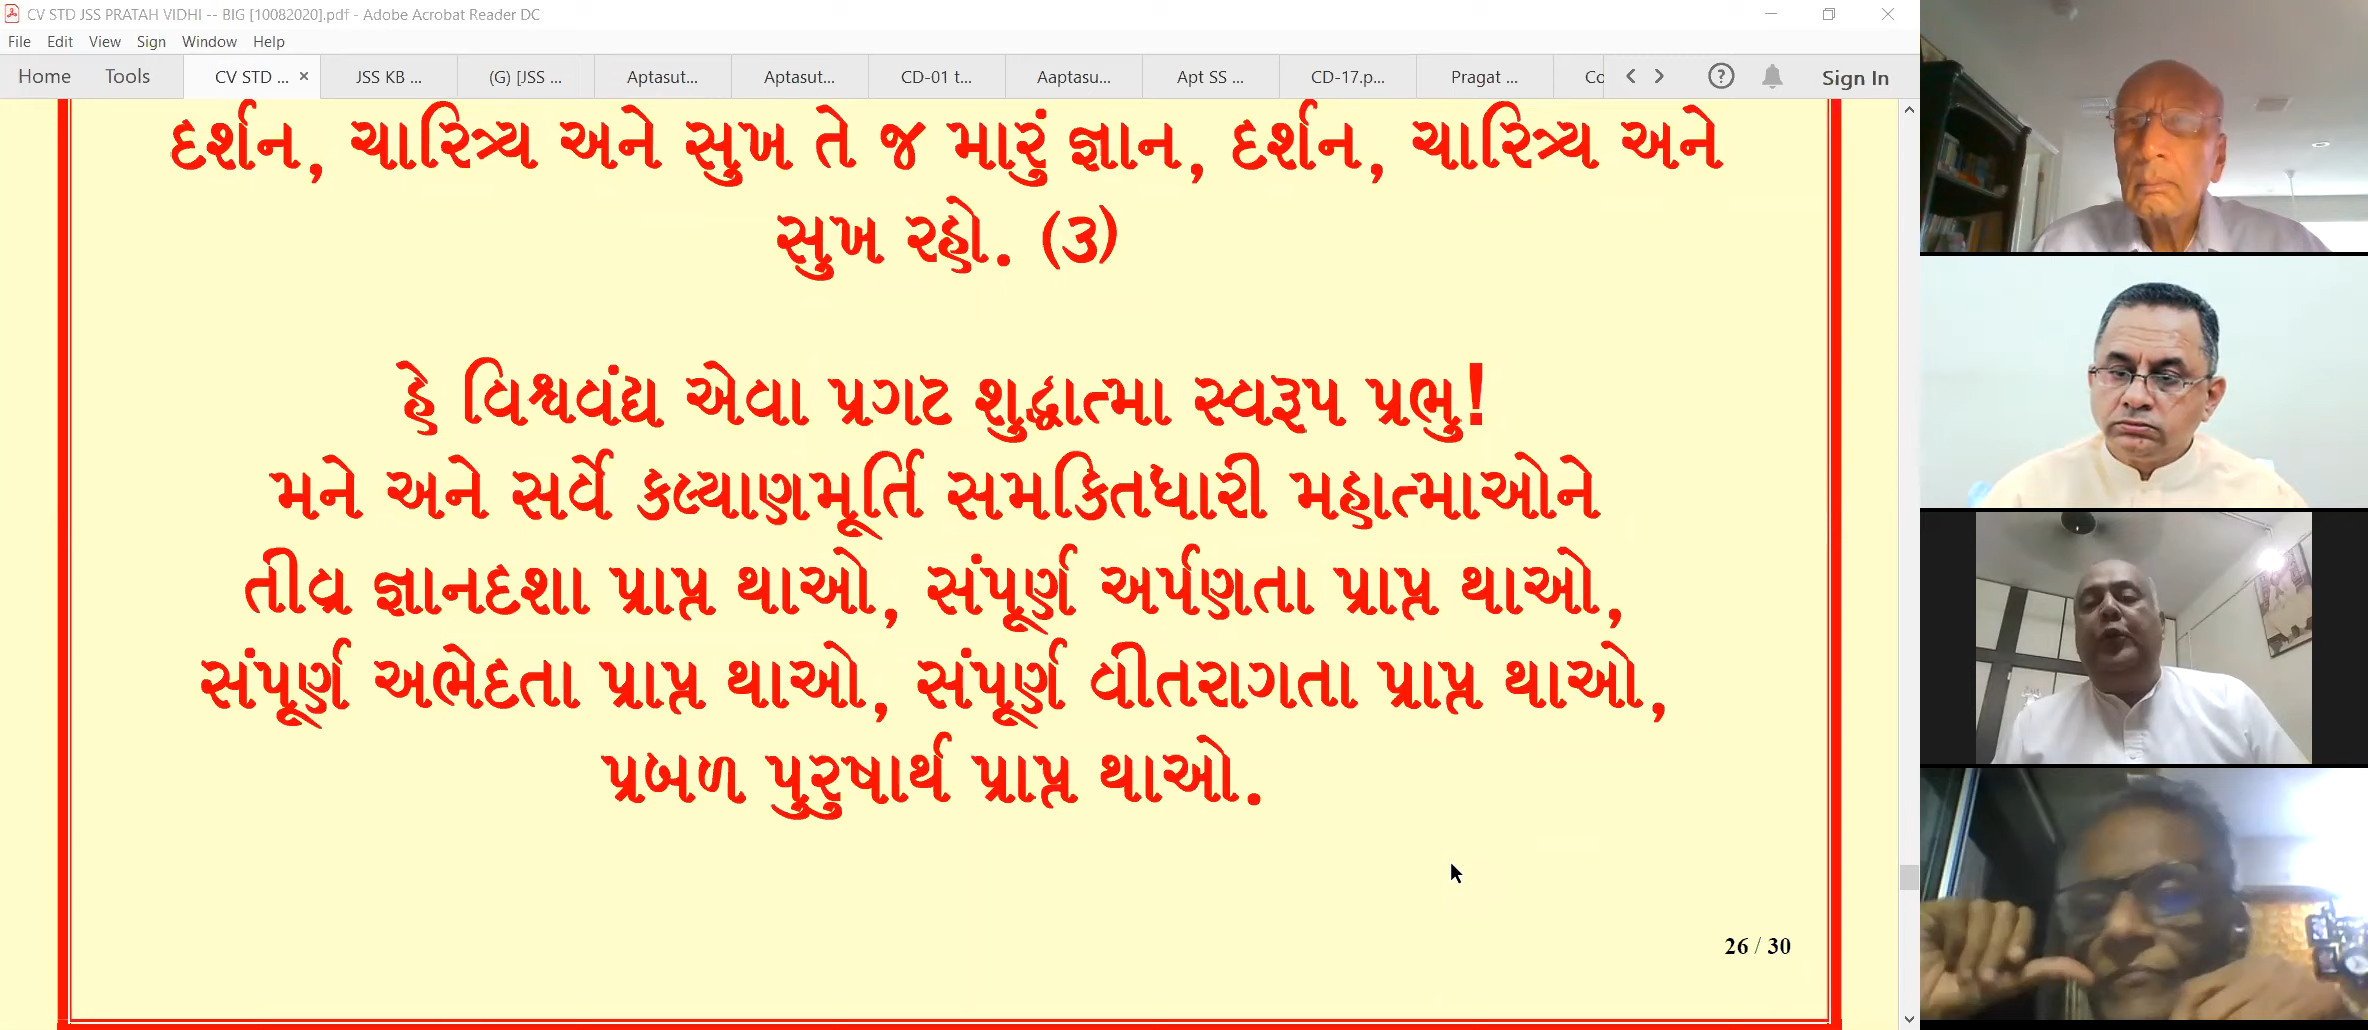 CV STD JSS PRATAH VIDHI -- BIG [10082020].pdf - Adobe Acrobat Reader DC
File Edit View Sign Window Help
Home Tools CV STD ... × JSS KB ... (G) [JSS ... Aptasut... Aptasut... CD-01 t... Aaptasu... Apt SS ... CD-17.p... Pragat ... Co Sign In
દર્શન, ચારિત્ર્ય અને સુખ તે જ મારું જ્ઞાન, દર્શન, ચારિત્ર્ય અને
સુખ રહો. (૩)
હે વિશ્વવંદ્ય એવા પ્રગટ શુદ્ધાત્મા સ્વરૂપ પ્રભુ!
મને અને સર્વે કલ્યાણમૂર્તિ સમકિતધારી મહાત્માઓને
તીવ્ર જ્ઞાનદશા પ્રાપ્ત થાઓ, સંપૂર્ણ અર્પણતા પ્રાપ્ત થાઓ,
સંપૂર્ણ અભેદતા પ્રાપ્ત થાઓ, સંપૂર્ણ વીતરાગતા પ્રાપ્ત થાઓ,
પ્રબળ પુરુષાર્થ પ્રાપ્ત થાઓ.
26 / 30